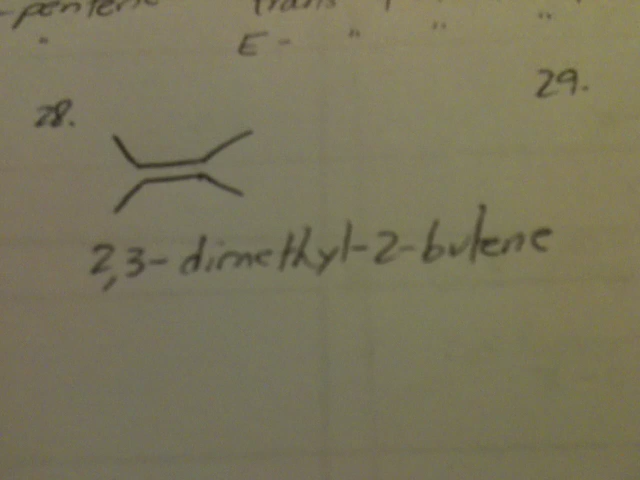 -pentene trans
" E- " " "
28.
29.
2,3-dimethyl-2-butene